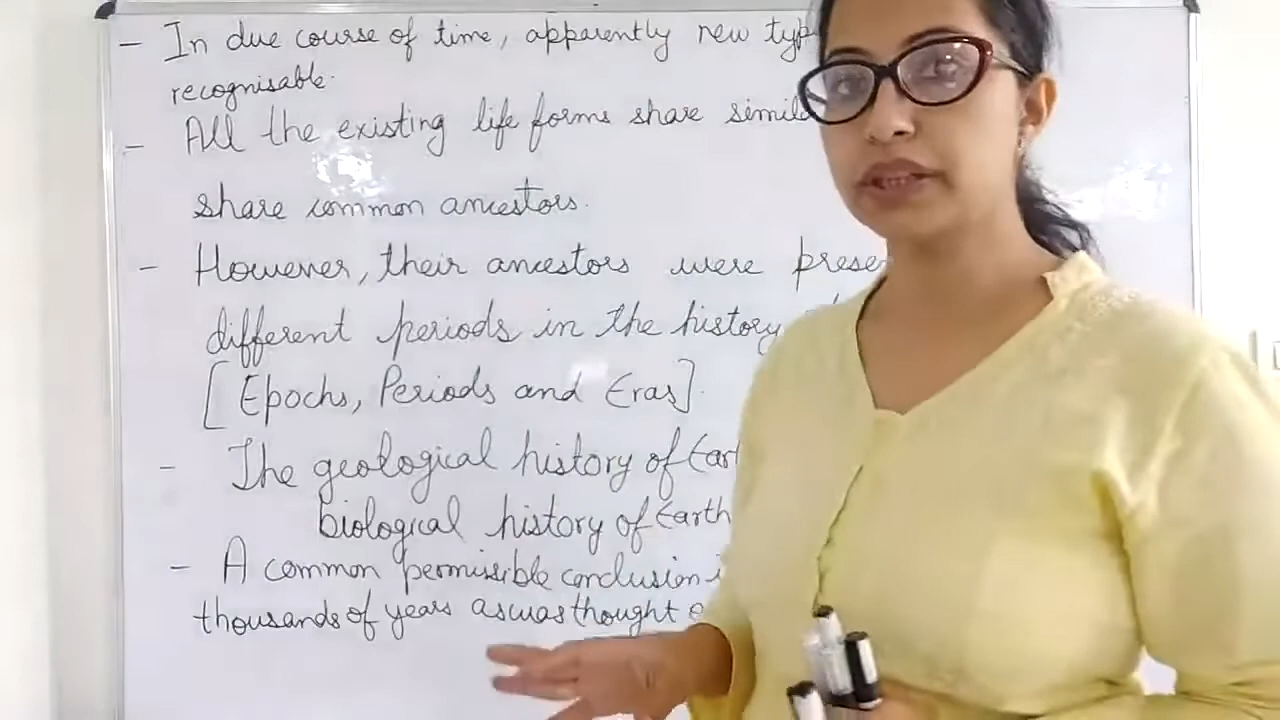 - In due course of time, apparently new typ
recognisable.
- All the existing life forms share simil
share common ancestors.
- However, their ancestors were prese
different periods in the history
[Epochs, Periods and Eras].
- The geological history of Eart
biological history of Earth
- A common permissible conclusion i
thousands of years as was thought